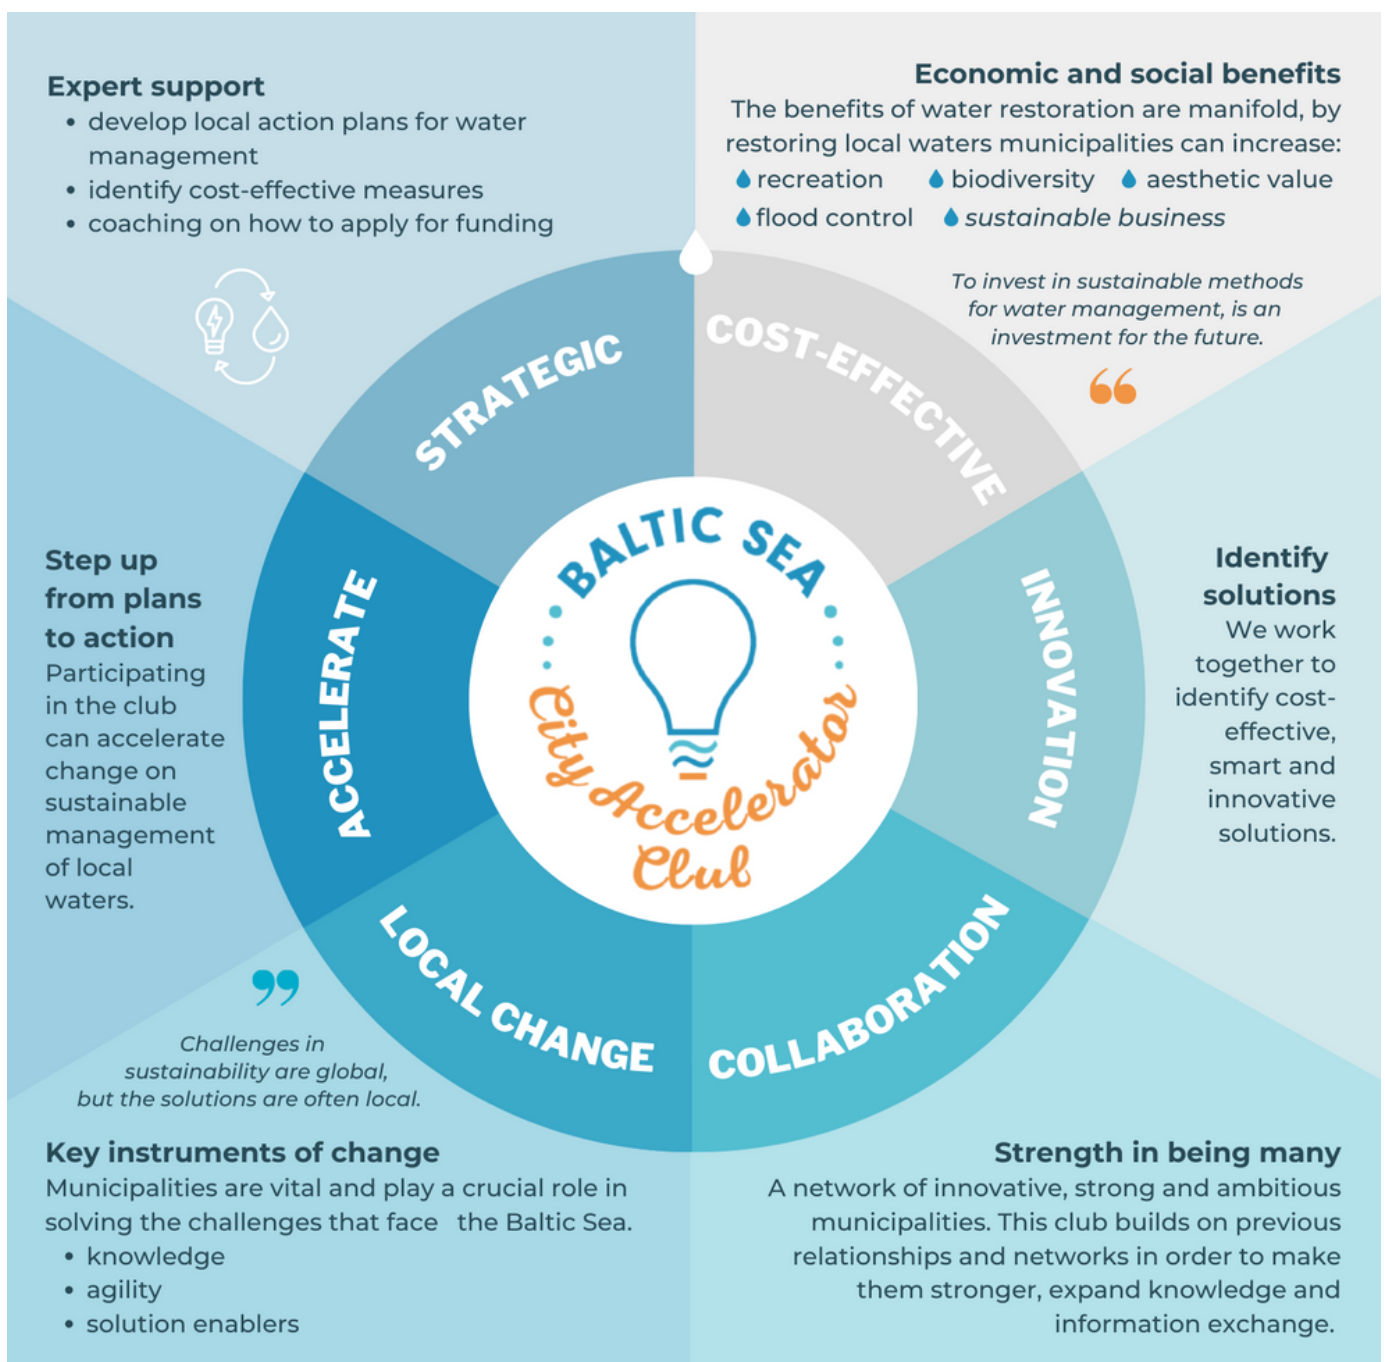 Expert support
• develop local action plans for water
management
• identify cost-effective measures
• coaching on how to apply for funding
Economic and social benefits
The benefits of water restoration are manifold, by
restoring local waters municipalities can increase:
recreation biodiversity aesthetic value
flood control sustainable business
To invest in sustainable methods
for water management, is an
investment for the future.
“
STRATEGIC
COST-EFFECTIVE
INNOVATION
COLLABORATION
LOCAL CHANGE
ACCELERATE
BALTIC SEA
City Accelerator
Club
Step up
from plans
to action
Participating
in the club
can accelerate
change on
sustainable
management
of local
waters.
Identify
solutions
We work
together to
identify cost-
effective,
smart and
innovative
solutions.
”
Challenges in
sustainability are global,
but the solutions are often local.
Key instruments of change
Municipalities are vital and play a crucial role in
solving the challenges that face the Baltic Sea.
• knowledge
• agility
• solution enablers
Strength in being many
A network of innovative, strong and ambitious
municipalities. This club builds on previous
relationships and networks in order to make
them stronger, expand knowledge and
information exchange.